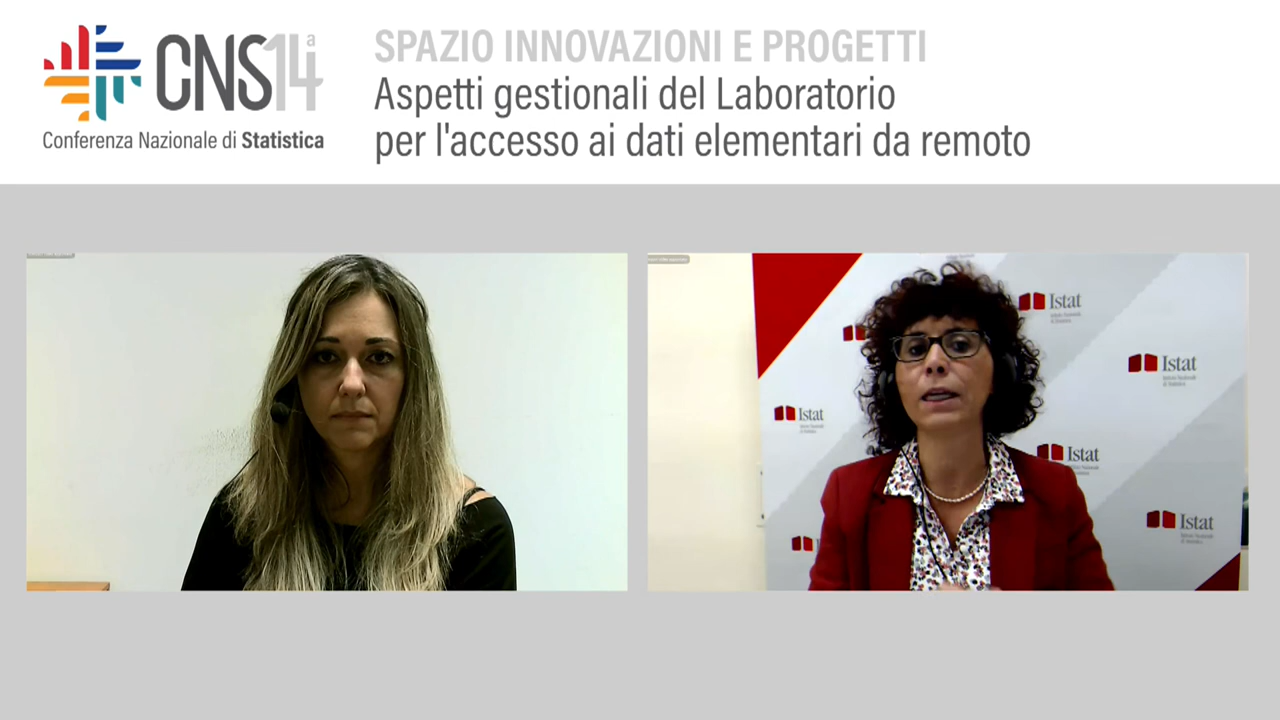 CNS14ª
Conferenza Nazionale di Statistica
SPAZIO INNOVAZIONI E PROGETTI
Aspetti gestionali del Laboratorio
per l'accesso ai dati elementari da remoto
Istat
Istat
Istat
Istat
Istat